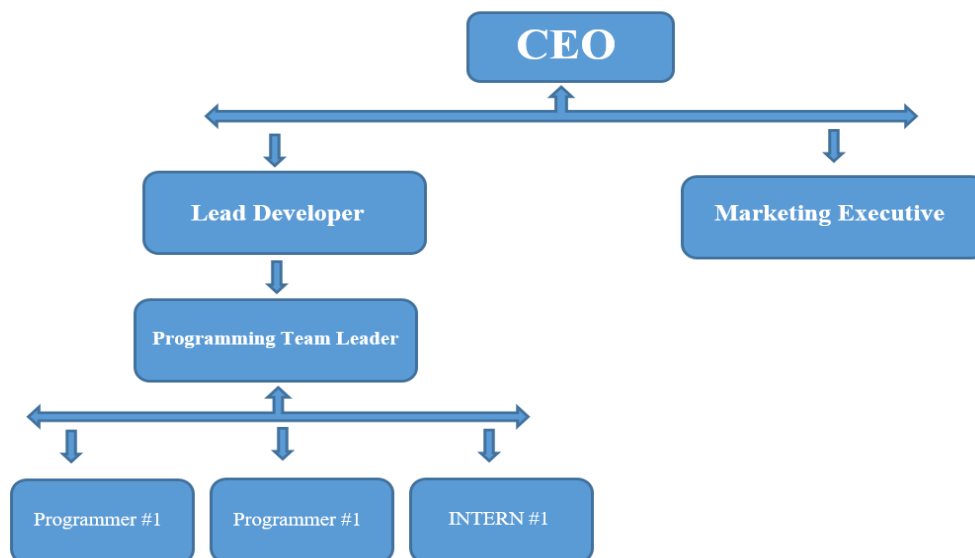 CEO
Lead Developer
Marketing Executive
Programming Team Leader
Programmer #1
Programmer #1
INTERN #1